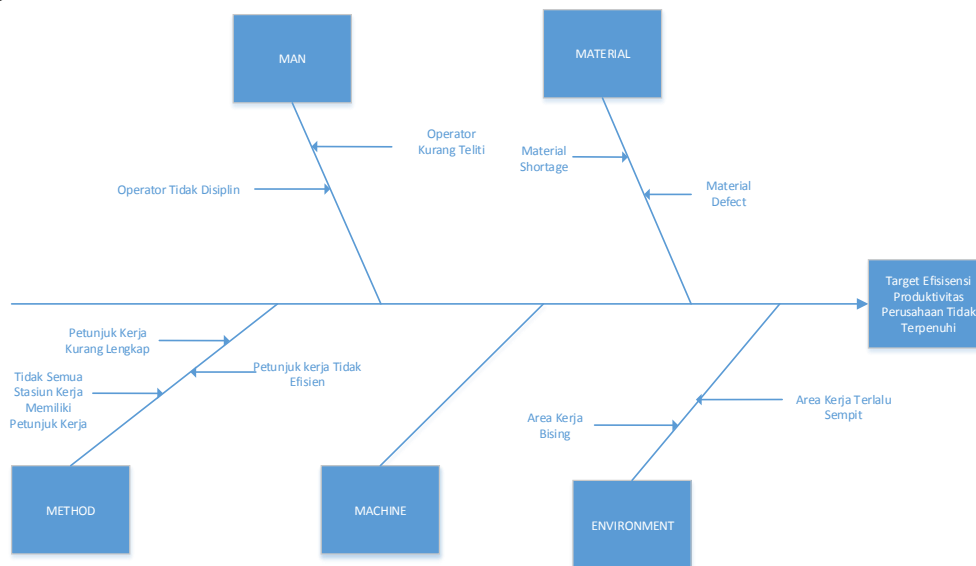 MAN
MATERIAL
Operator
Kurang Teliti
Operator Tidak Disiplin
Material
Shortage
Material
Defect
Target Efisisensi
Produktivitas
Perusahaan Tidak
Terpenuhi
Petunjuk Kerja
Kurang Lengkap
Petunjuk kerja Tidak
Efisien
Tidak Semua
Stasiun Kerja
Memiliki
Petunjuk Kerja
Area Kerja
Bising
Area Kerja Terlalu
Sempit
METHOD
MACHINE
ENVIRONMENT